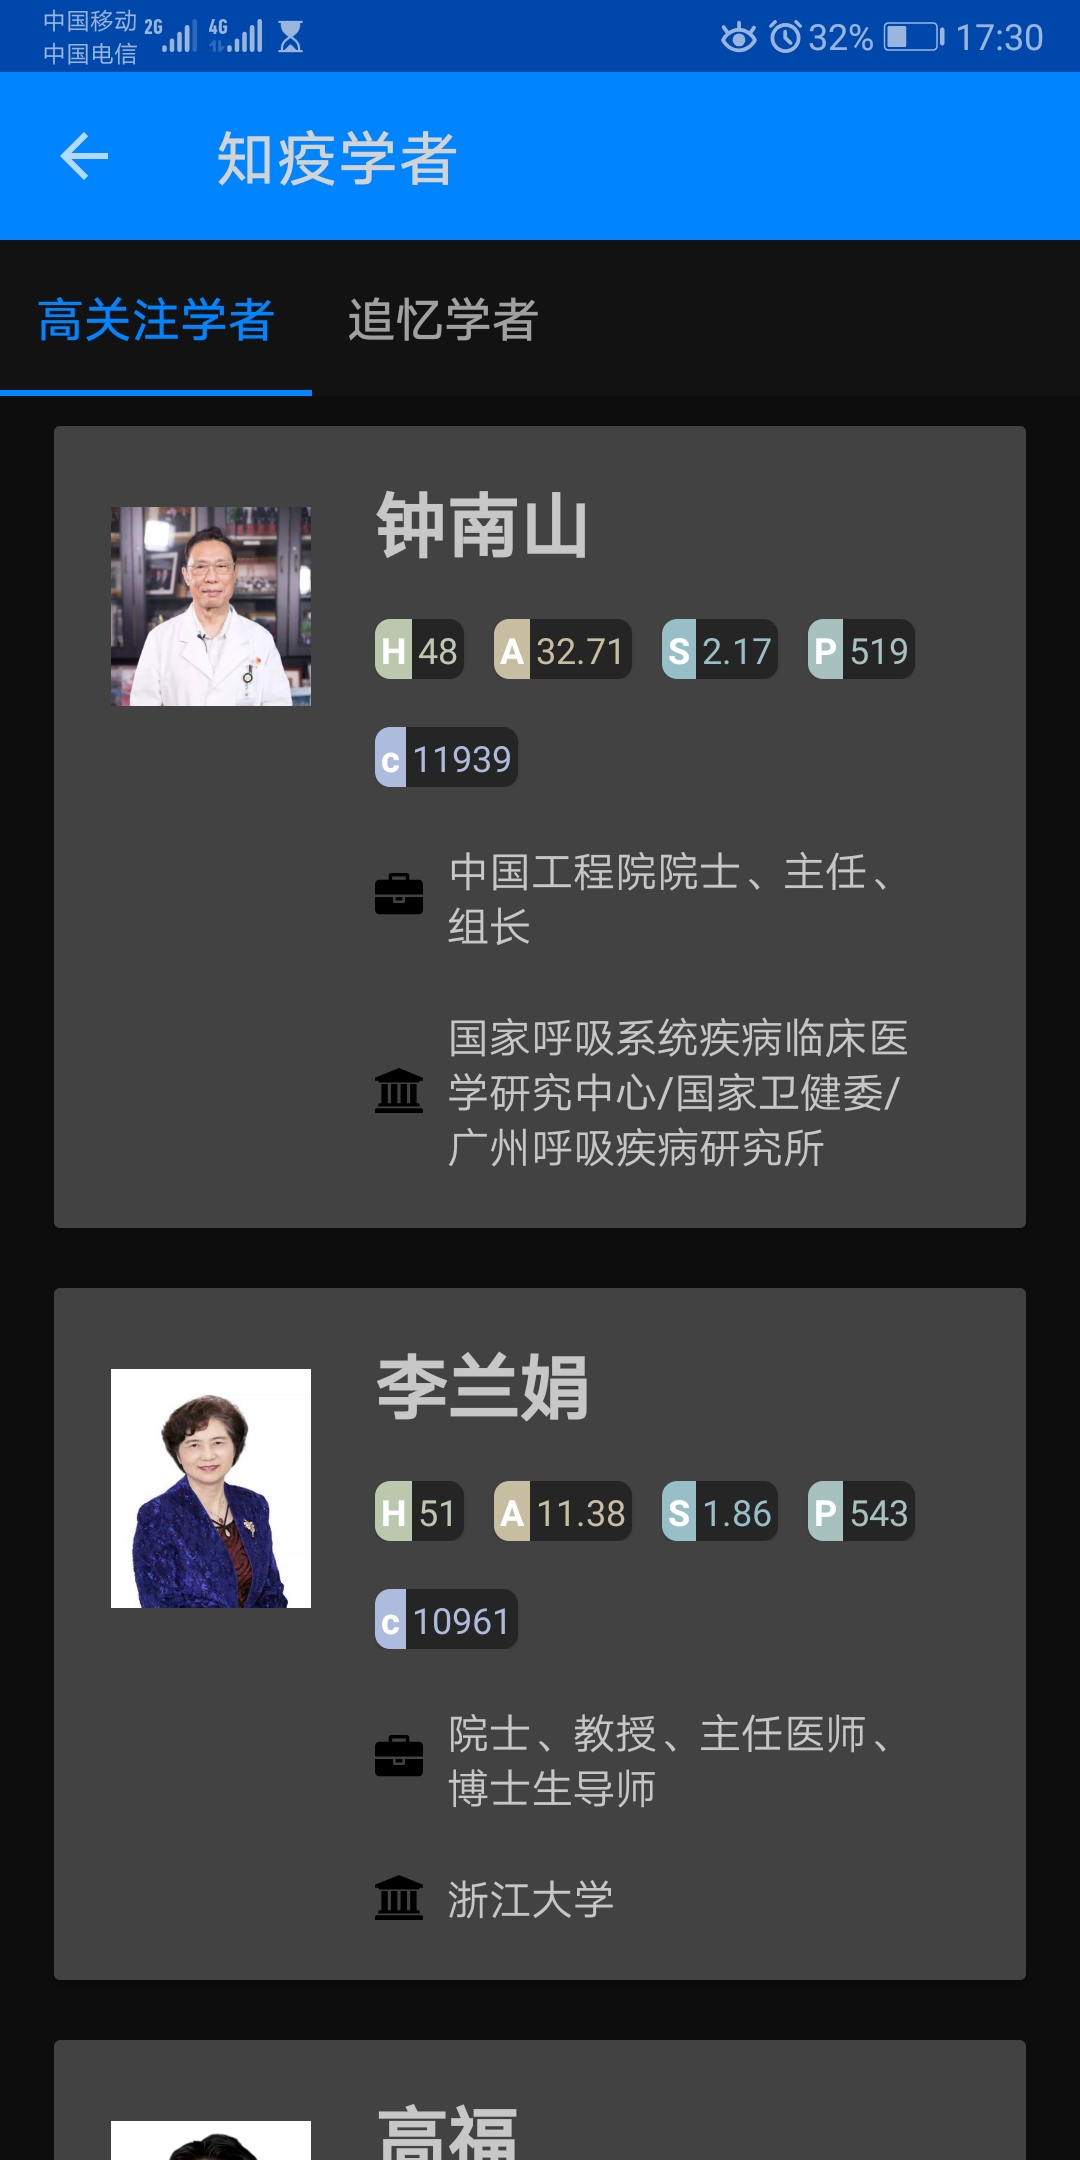 中国移动 2G 4G 32% 17:30
中国电信
知疫学者
高关注学者 追忆学者
钟南山
H 48 A 32.71 S 2.17 P 519
c 11939
中国工程院院士、主任、
组长
国家呼吸系统疾病临床医
学研究中心/国家卫健委/
广州呼吸疾病研究所
李兰娟
H 51 A 11.38 S 1.86 P 543
c 10961
院士、教授、主任医师、
博士生导师
浙江大学
高福